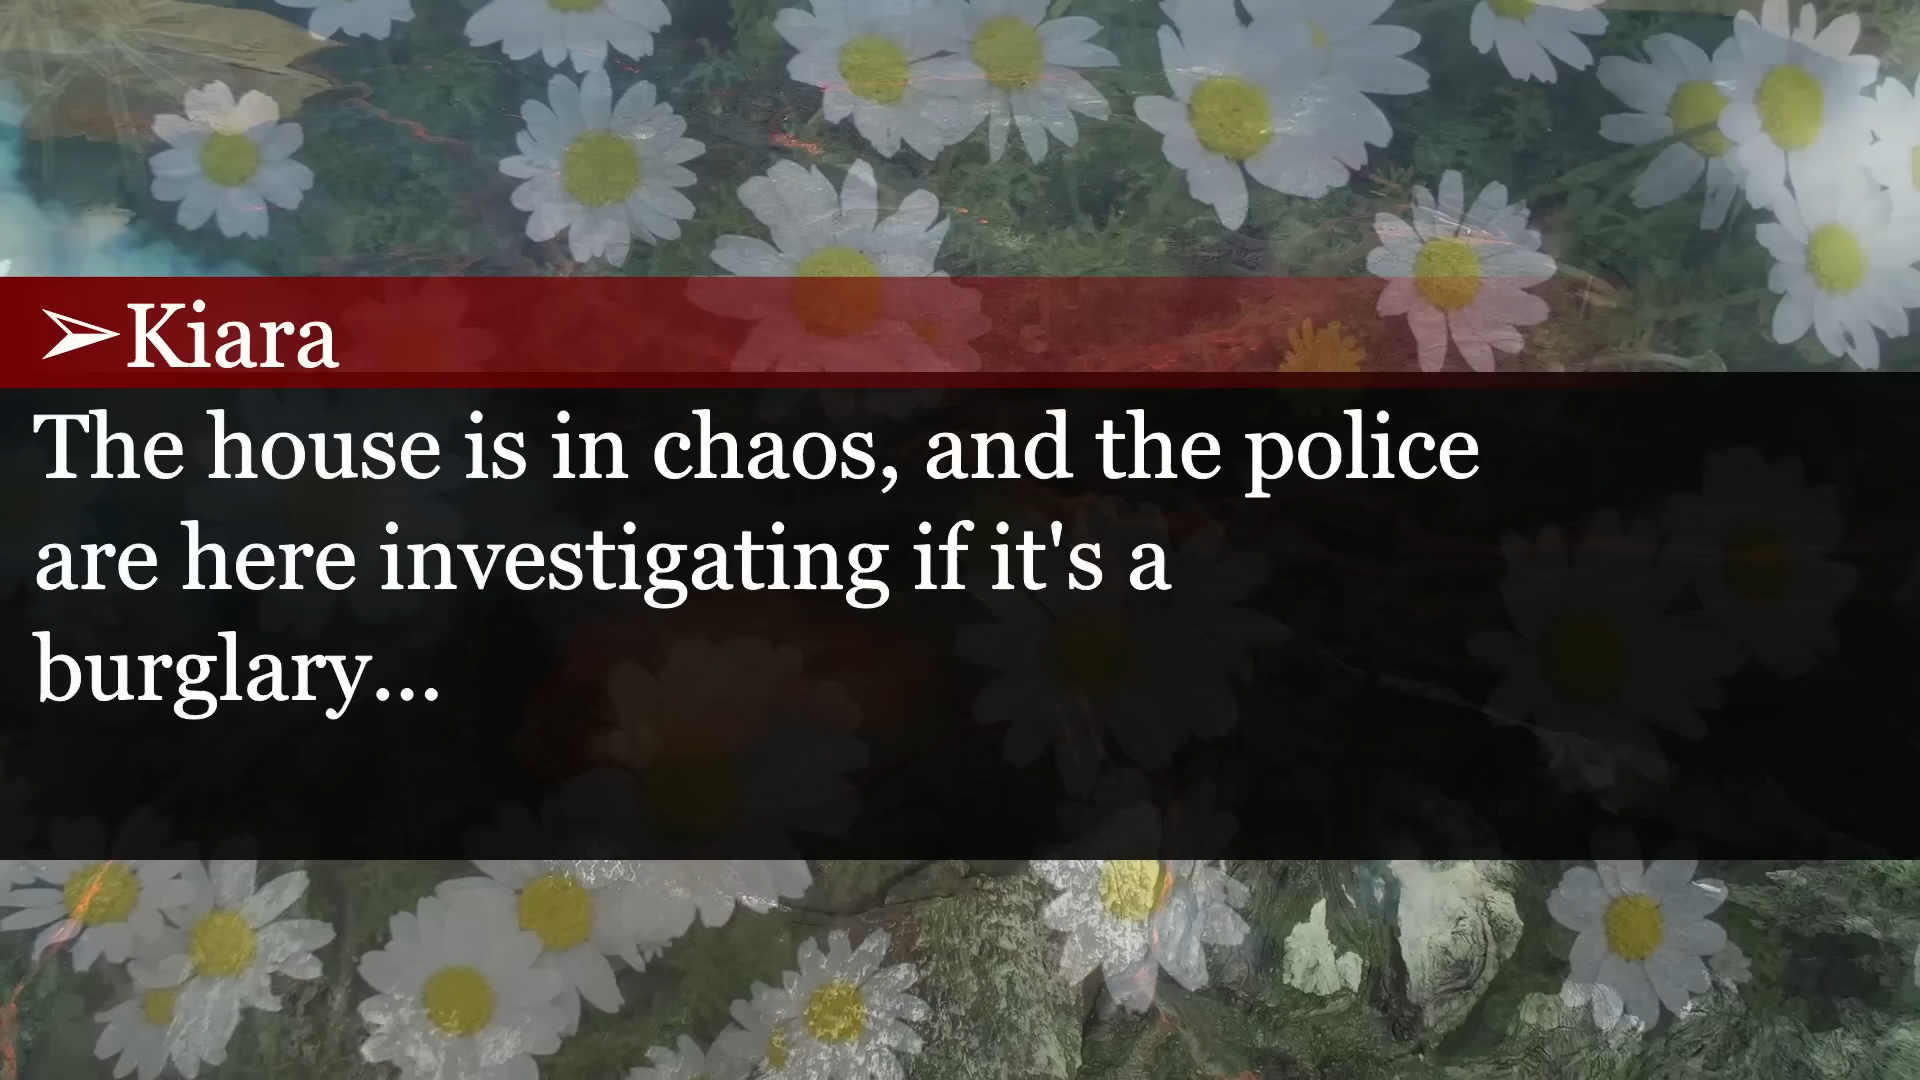 ➢Kiara
The house is in chaos, and the police
are here investigating if it's a
burglary...